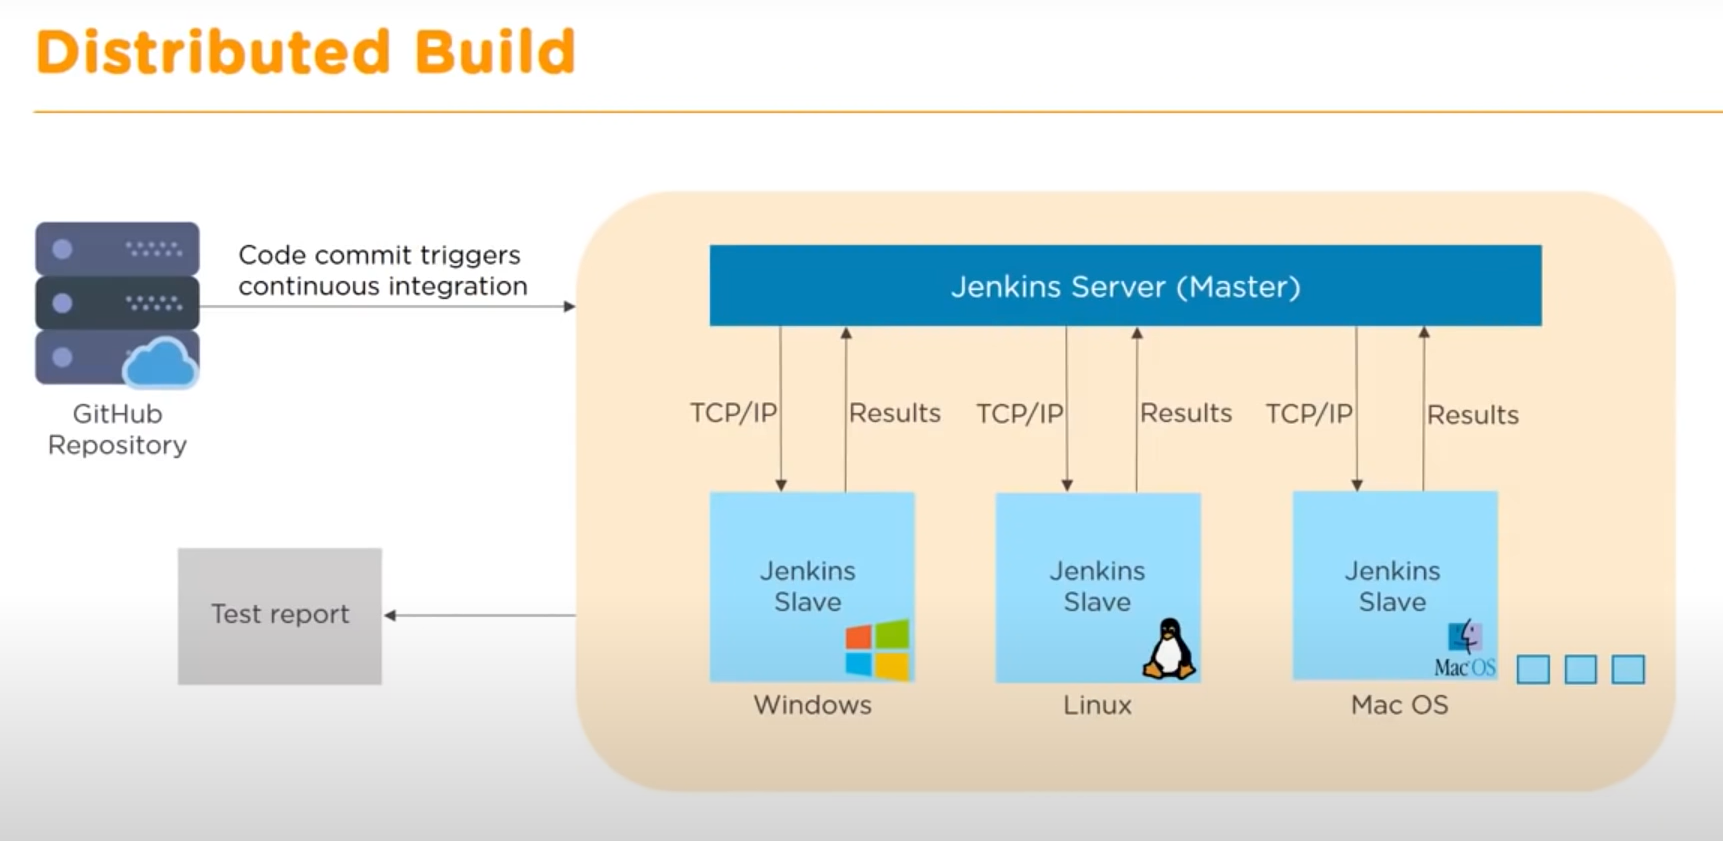 Distributed Build
Code commit triggers
continuous integration
GitHub
Repository
Test report
Jenkins Server (Master)
TCP/IP
Results
TCP/IP
Results
TCP/IP
Results
Jenkins
Slave
Windows
Jenkins
Slave
Linux
Jenkins
Slave
Mac OS
Mac OS